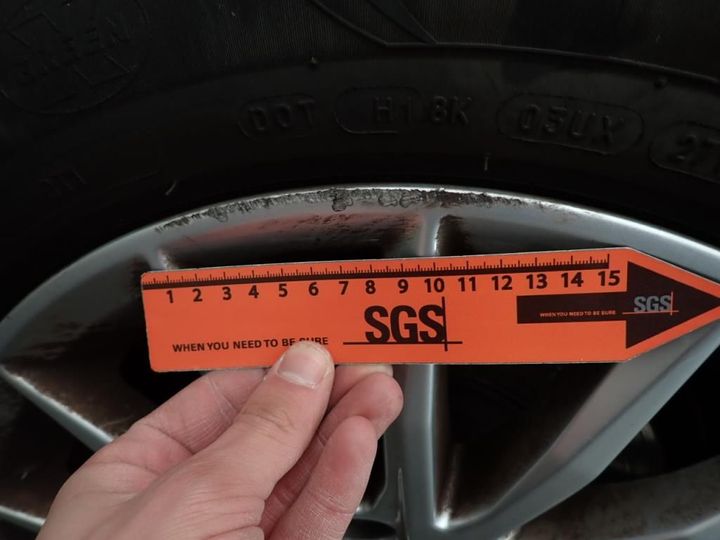 GREEN
DOT H18K 05UX
1 2 3 4 5 6 7 8 9 10 11 12 13 14 15
SGS
WHEN YOU NEED TO BE SURE
WHEN YOU NEED TO BE SURE
SGS